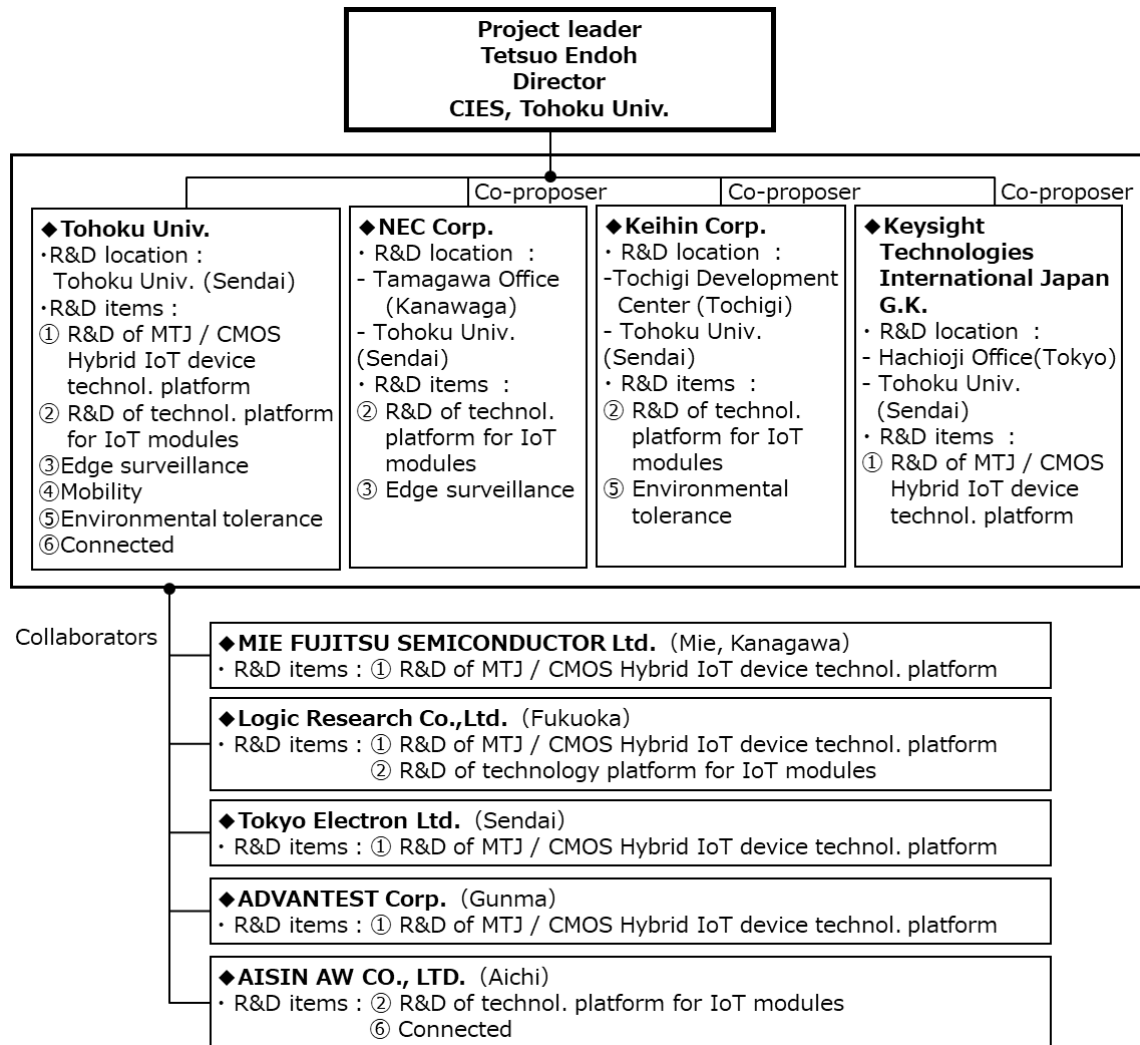 Project leader
Tetsuo Endoh
Director
CIES, Tohoku Univ.
Co-proposer
Co-proposer
Co-proposer
◆Tohoku Univ.
・R&D location :
Tohoku Univ. (Sendai)
・R&D items :
① R&D of MTJ / CMOS
Hybrid IoT device
technol. platform
② R&D of technol. platform
for IoT modules
③Edge surveillance
④Mobility
⑤Environmental tolerance
⑥Connected
◆NEC Corp.
・R&D location :
- Tamagawa Office
(Kanawaga)
- Tohoku Univ.
(Sendai)
・R&D items :
② R&D of technol.
platform for IoT
modules
③ Edge surveillance
◆Keihin Corp.
・R&D location :
-Tochigi Development
Center (Tochigi)
- Tohoku Univ.
(Sendai)
・R&D items :
② R&D of technol.
platform for IoT
modules
⑤ Environmental
tolerance
◆Keysight
Technologies
International Japan
G.K.
・R&D location :
- Hachioji Office(Tokyo)
- Tohoku Univ.
(Sendai)
・R&D items :
① R&D of MTJ / CMOS
Hybrid IoT device
technol. platform
Collaborators
◆MIE FUJITSU SEMICONDUCTOR Ltd.（Mie, Kanagawa）
・R&D items : ① R&D of MTJ / CMOS Hybrid IoT device technol. platform
◆Logic Research Co.,Ltd.（Fukuoka）
・R&D items : ① R&D of MTJ / CMOS Hybrid IoT device technol. platform
② R&D of technology platform for IoT modules
◆Tokyo Electron Ltd.（Sendai）
・R&D items : ① R&D of MTJ / CMOS Hybrid IoT device technol. platform
◆ADVANTEST Corp.（Gunma）
・R&D items : ① R&D of MTJ / CMOS Hybrid IoT device technol. platform
◆AISIN AW CO., LTD.（Aichi）
・R&D items : ② R&D of technol. platform for IoT modules
⑥ Connected